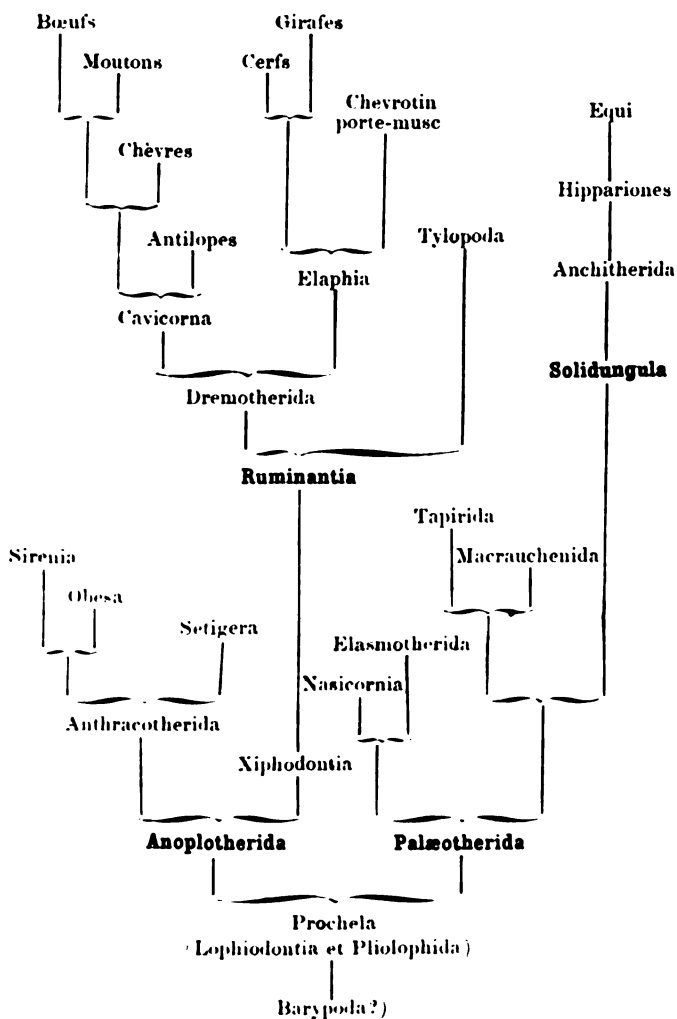 Bœufs
Girafes
Moutons
Cerfs
Chevrotin
porte-musc
Equi
Chèvres
Hippariones
Antilopes
Tylopoda
Elaphia
Anchitherida
Cavicorna
Solidungula
Dremotherida
Ruminantia
Tapirida
Macrauchenida
Sirenia
Obesa
Setigera
Elasmotherida
Nasicornia
Anthracotherida
Xiphodontia
Anoplotherida
Palæotherida
Prochela
(Lophiodontia et Pliolophida)
Barypoda?)